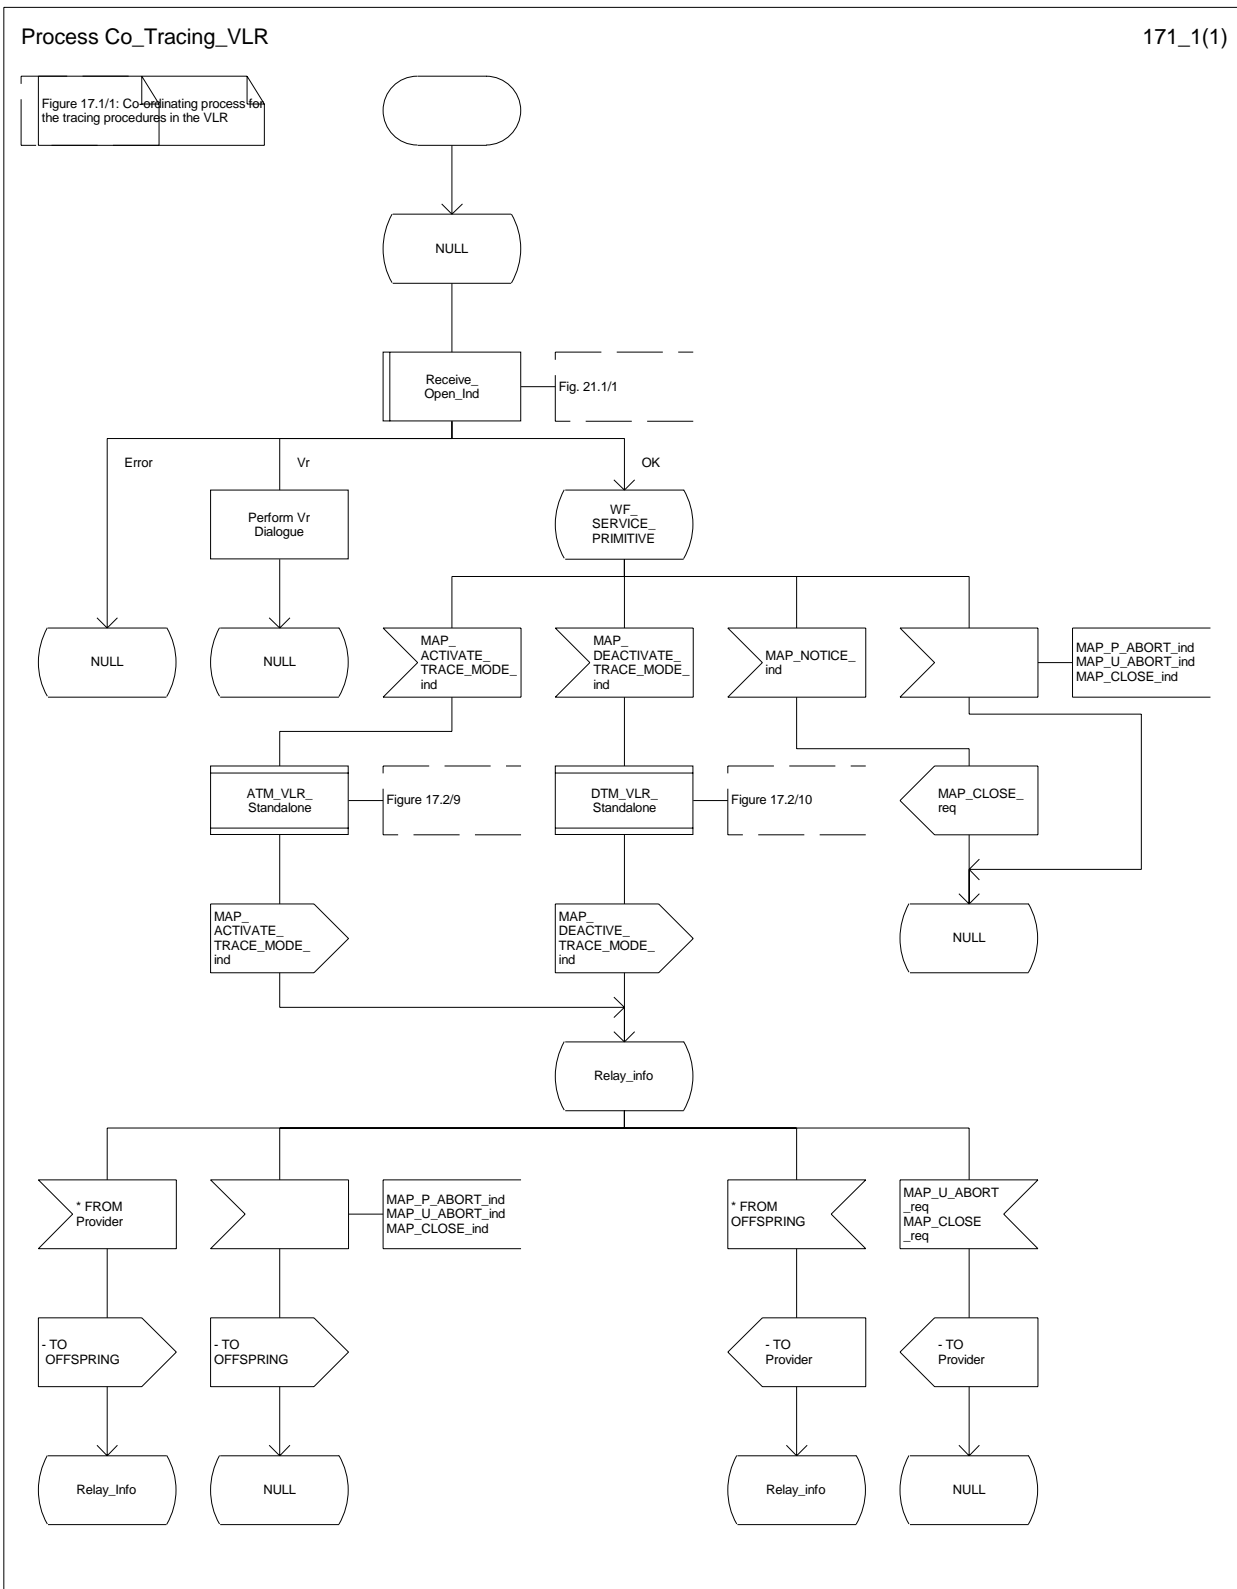 Process Co_Tracing_VLR
171_1(1)
Figure 17.1/1: Co-ordinating process for
the tracing procedures in the VLR
NULL
Receive_
Open_Ind
Fig. 21.1/1
Error
Vr
OK
Perform Vr
Dialogue
WF_
SERVICE_
PRIMITIVE
NULL
NULL
MAP_
ACTIVATE_
TRACE_MODE_
ind
MAP_
DEACTIVATE_
TRACE_MODE_
ind
MAP_NOTICE_
ind
MAP_P_ABORT_ind
MAP_U_ABORT_ind
MAP_CLOSE_ind
ATM_VLR_
Standalone
Figure 17.2/9
DTM_VLR_
Standalone
Figure 17.2/10
MAP_CLOSE_
req
MAP_
ACTIVATE_
TRACE_MODE_
ind
MAP_
DEACTIVE_
TRACE_MODE_
ind
NULL
Relay_info
* FROM
Provider
MAP_P_ABORT_ind
MAP_U_ABORT_ind
MAP_CLOSE_ind
* FROM
OFFSPRING
MAP_U_ABORT
_req
MAP_CLOSE
_req
- TO
OFFSPRING
- TO
OFFSPRING
- TO
Provider
- TO
Provider
Relay_Info
NULL
Relay_info
NULL